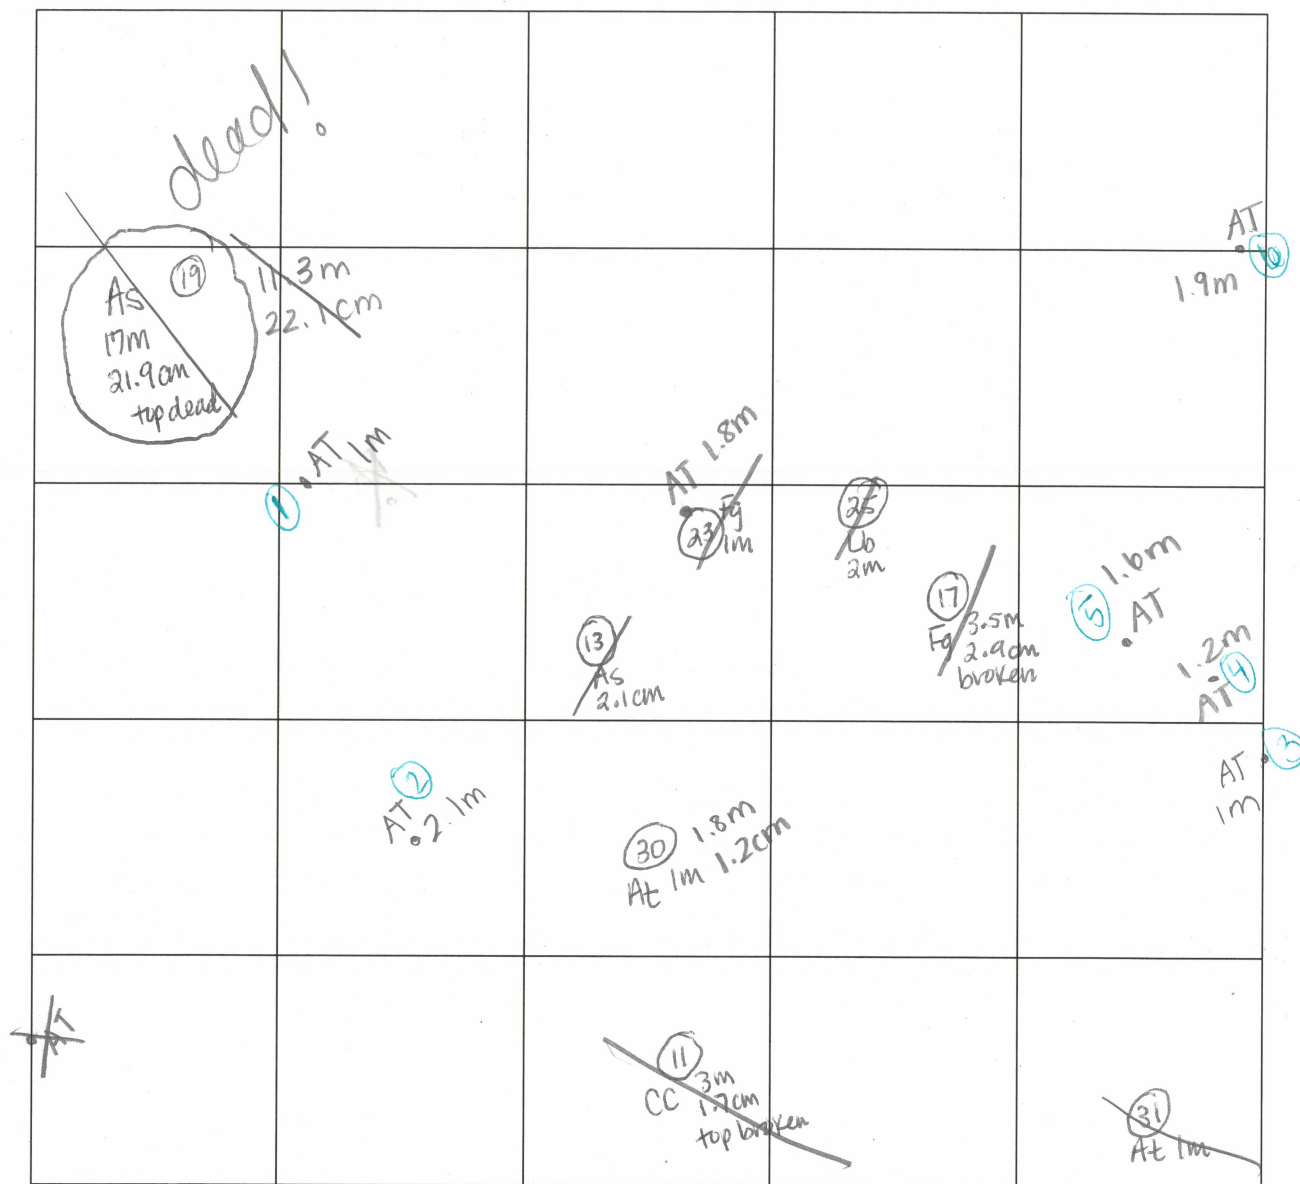 dead!
AT
6
1.9m
19
As
17m
21.9cm
top dead
11.3m
22.1cm
AT 1m
1
AT 1.8m
23
Fg
1m
25
Lb
2m
17
Fg
3.5m
2.9cm
broken
5
1.6m
AT
1.2m
4
AT
13
As
2.1cm
3
AT
1m
2
AT
2.1m
30
1.8m
At 1m 1.2cm
AT
11
CC
3m
1.7cm
top broken
31
At 1m